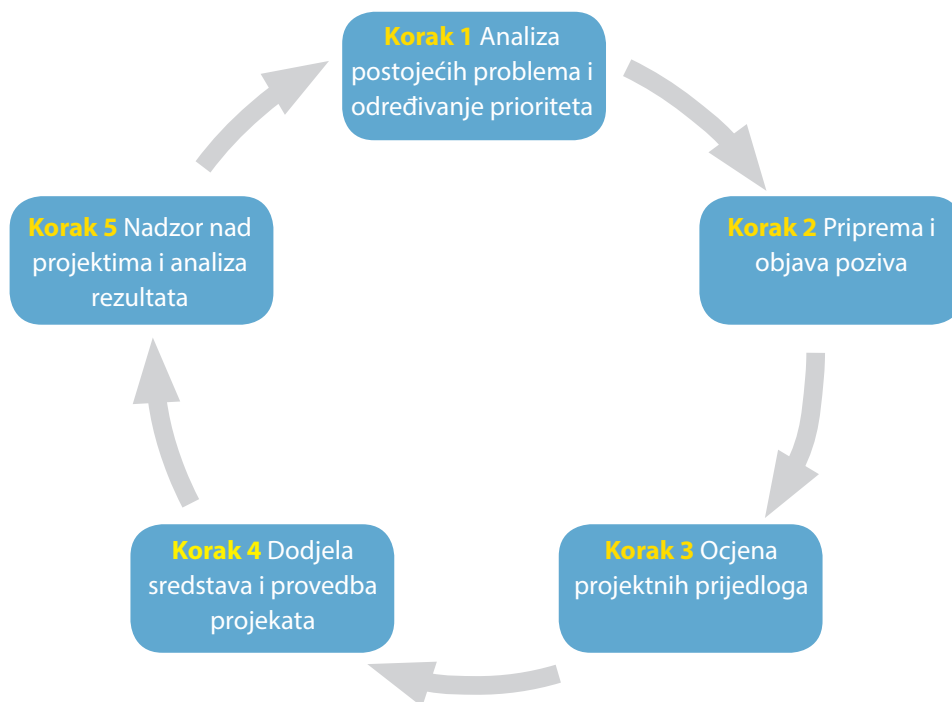 Korak 1 Analiza
postojećih problema i
određivanje prioriteta
Korak 2 Priprema i
objava poziva
Korak 3 Ocjena
projektnih prijedloga
Korak 4 Dodjela
sredstava i provedba
projekata
Korak 5 Nadzor nad
projektima i analiza
rezultata